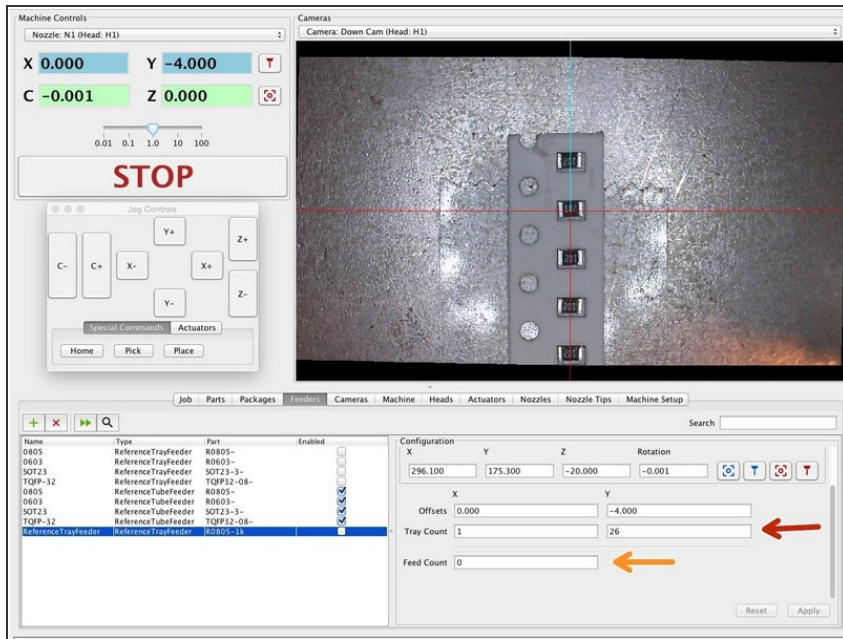 Machine Controls
Nozzle: N1 (Head: H1)
X 0.000 Y -4.000
C -0.001 Z 0.000
0.01 0.1 1.0 10 100
STOP
Jog Controls
Y+
Z+
C- C+ X- X+
Y-
Z-
Special Commands Actuators
Home Pick Place
Cameras
Camera: Down Cam (Head: H1)
Job Parts Packages Feeders Cameras Machine Heads Actuators Nozzles Nozzle Tips Machine Setup
Search
Name Type Part Enabled
0805 ReferenceTrayFeeder R0805-
0603 ReferenceTrayFeeder R0603-
SOT23 ReferenceTrayFeeder SOT23-3-
TQFP-32 ReferenceTrayFeeder TQFP32-08-
0805 ReferenceTubeFeeder R0805-
0603 ReferenceTubeFeeder R0603-
SOT23 ReferenceTubeFeeder SOT23-3-
TQFP-32 ReferenceTubeFeeder TQFP32-08-
ReferenceTrayFeeder ReferenceTrayFeeder R0805-1k
Configuration
X Y Z Rotation
296.100 175.300 -20.000 -0.001
X Y
Offsets 0.000 -4.000
Tray Count 1 26
Feed Count 0
Reset Apply